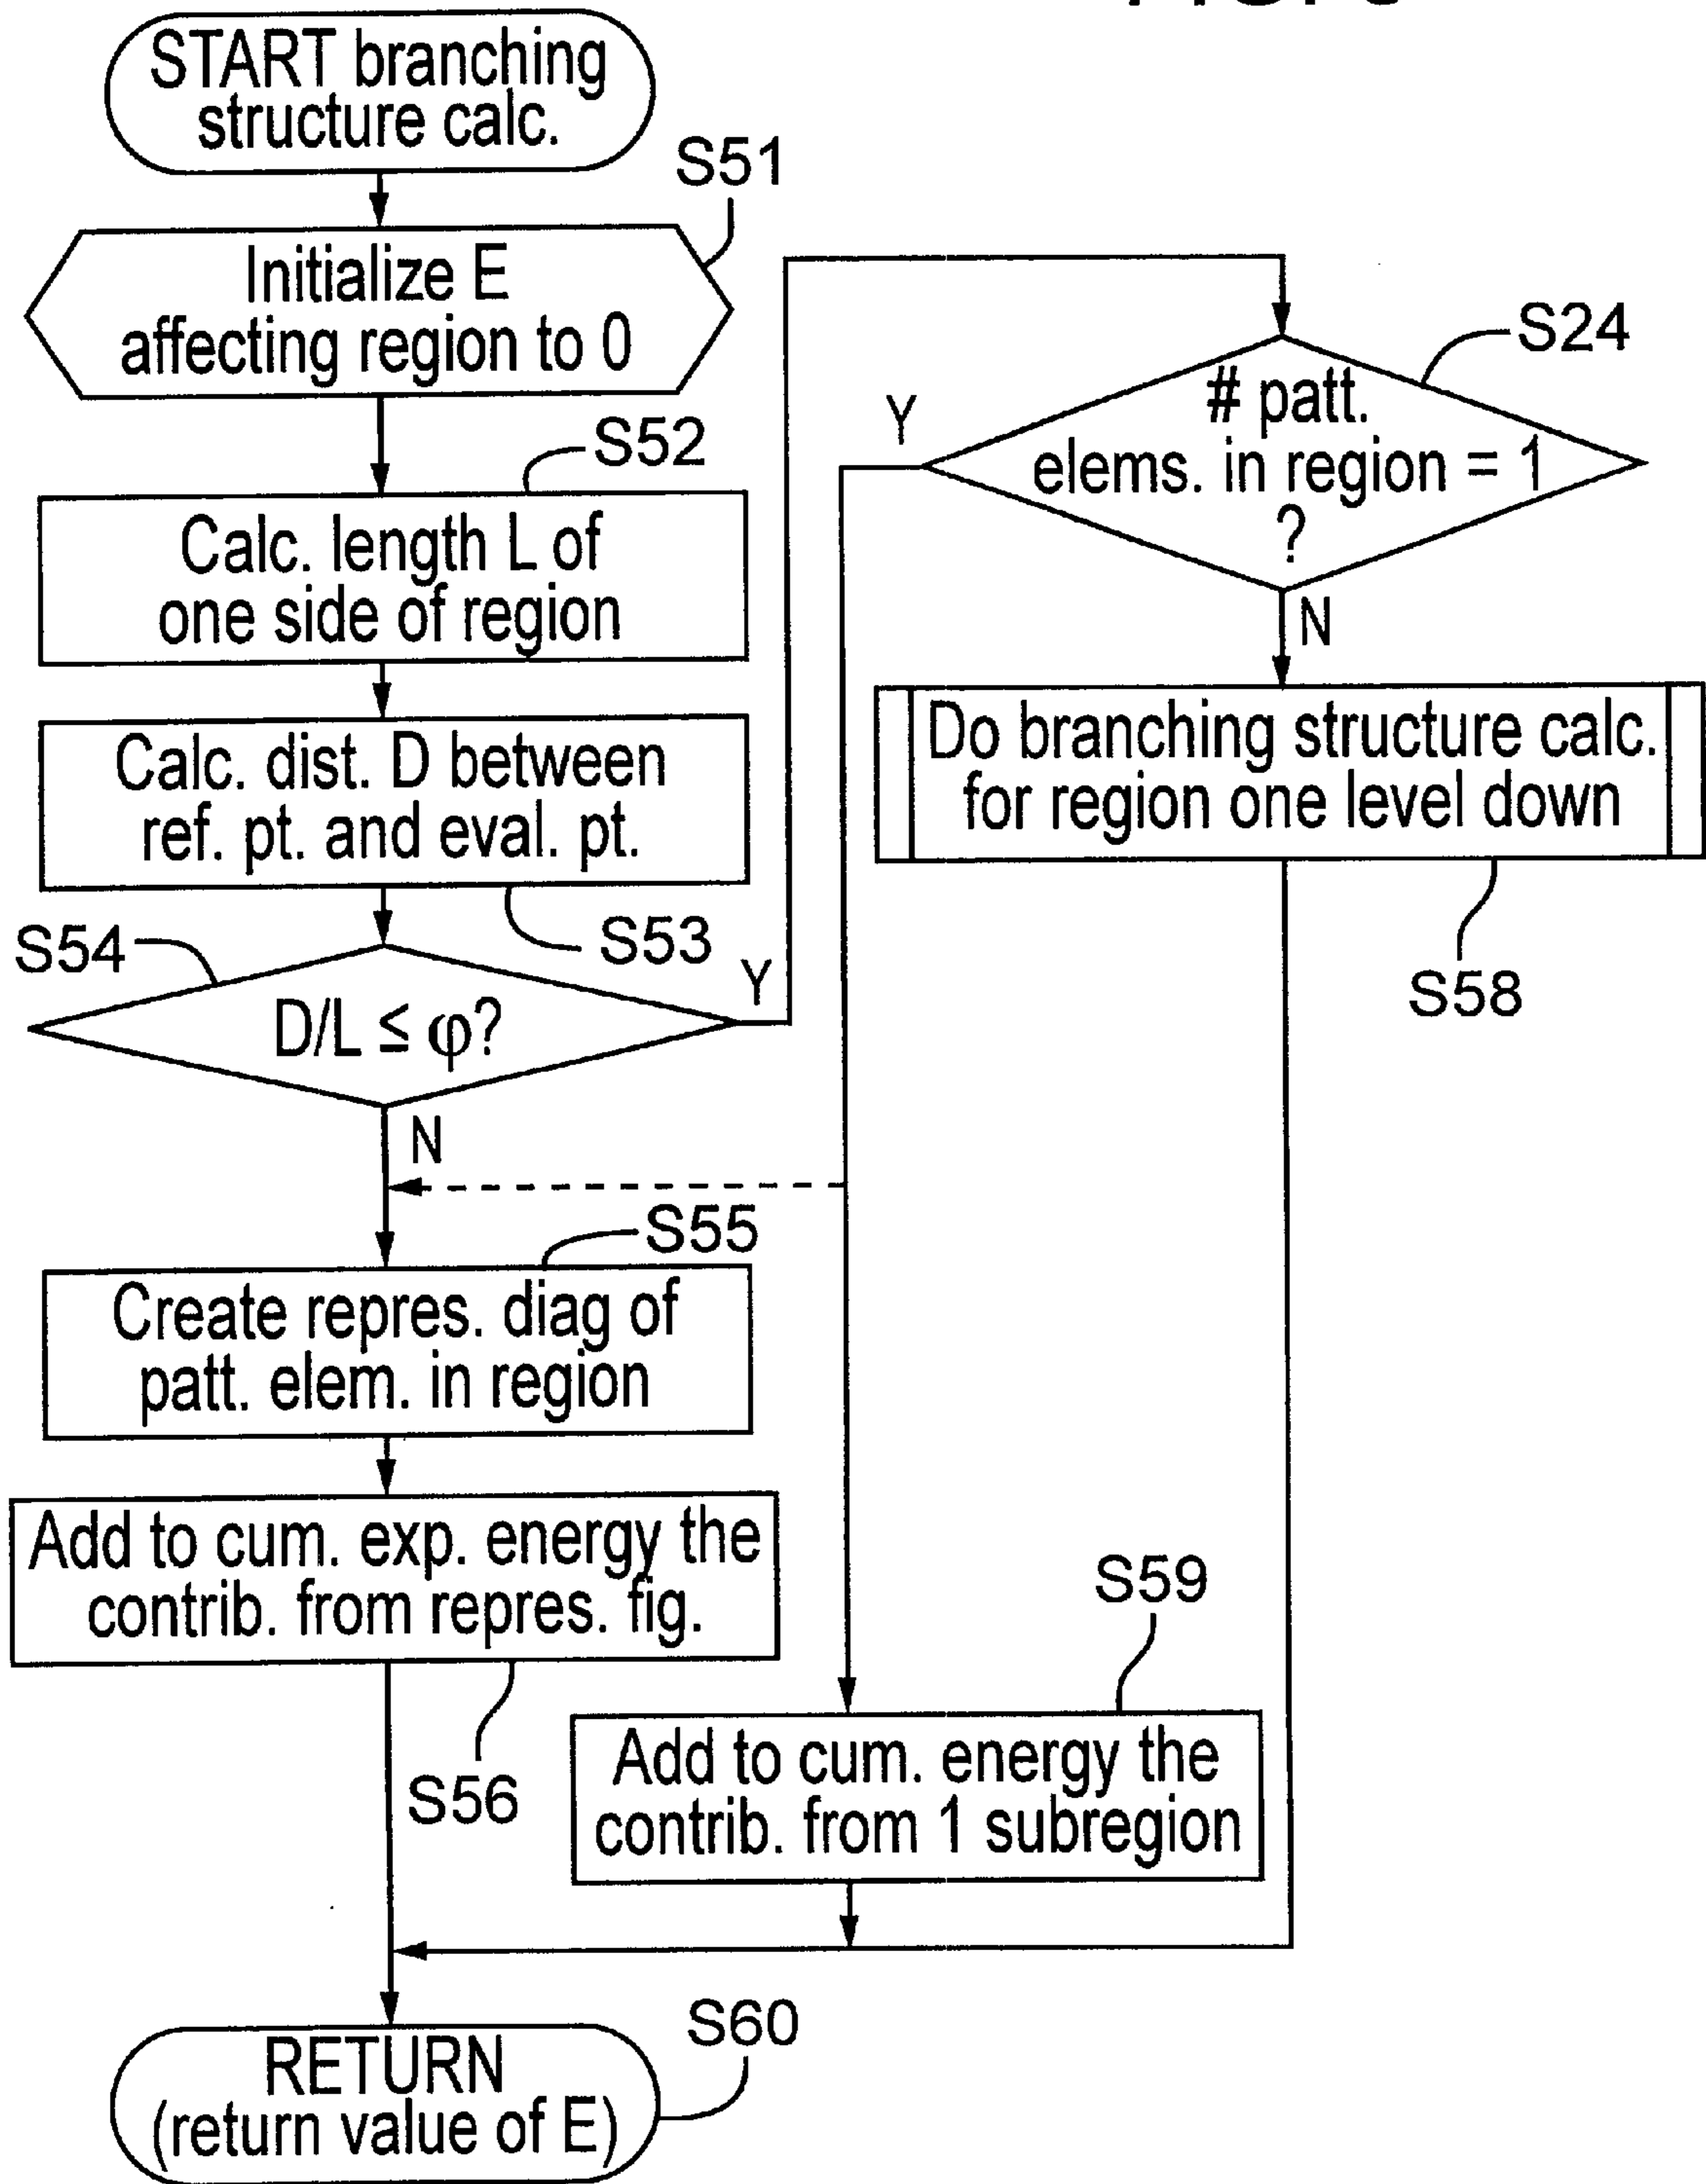 START branching
structure calc.
S51
Initialize E
affecting region to 0
S52
Calc. length L of
one side of region
Calc. dist. D between
ref. pt. and eval. pt.
S53
S54
D/L ≤ φ?
Y
N
S24
# patt.
elems. in region = 1
?
Y
N
Do branching structure calc.
for region one level down
S58
S55
Create repres. diag of
patt. elem. in region
Add to cum. exp. energy the
contrib. from repres. fig.
S56
S59
Add to cum. energy the
contrib. from 1 subregion
S60
RETURN
(return value of E)